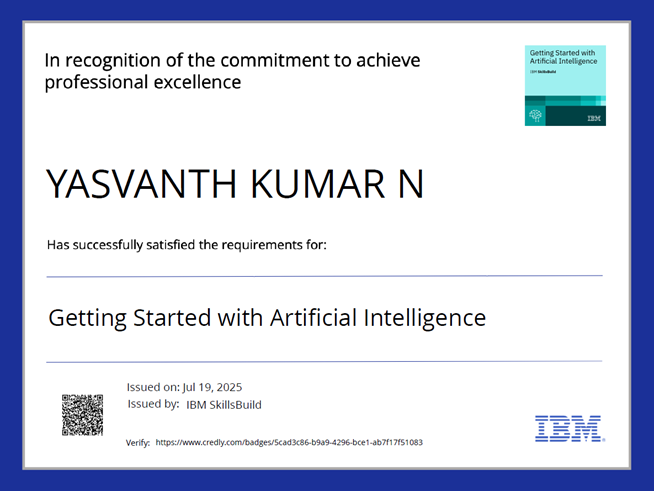 In recognition of the commitment to achieve
professional excellence
Getting Started with
Artificial Intelligence
IBM SkillsBuild
IBM
YASVANTH KUMAR N
Has successfully satisfied the requirements for:
Getting Started with Artificial Intelligence
Issued on: Jul 19, 2025
Issued by: IBM SkillsBuild
Verify: https://www.credly.com/badges/5cad3c86-b9a9-4296-bce1-ab7f17f51083
IBM®